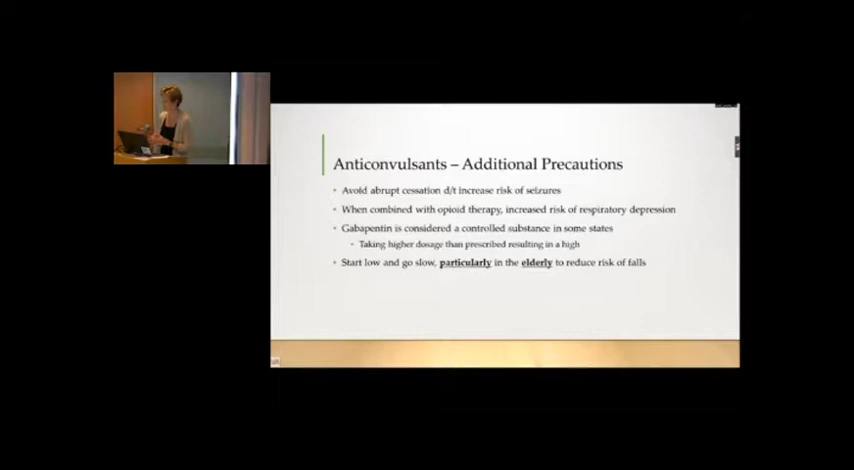 Anticonvulsants – Additional Precautions
• Avoid abrupt cessation d/t increase risk of seizures
• When combined with opioid therapy, increased risk of respiratory depression
• Gabapentin is considered a controlled substance in some states
• Taking higher dosage than prescribed resulting in a high
• Start low and go slow, particularly in the elderly to reduce risk of falls